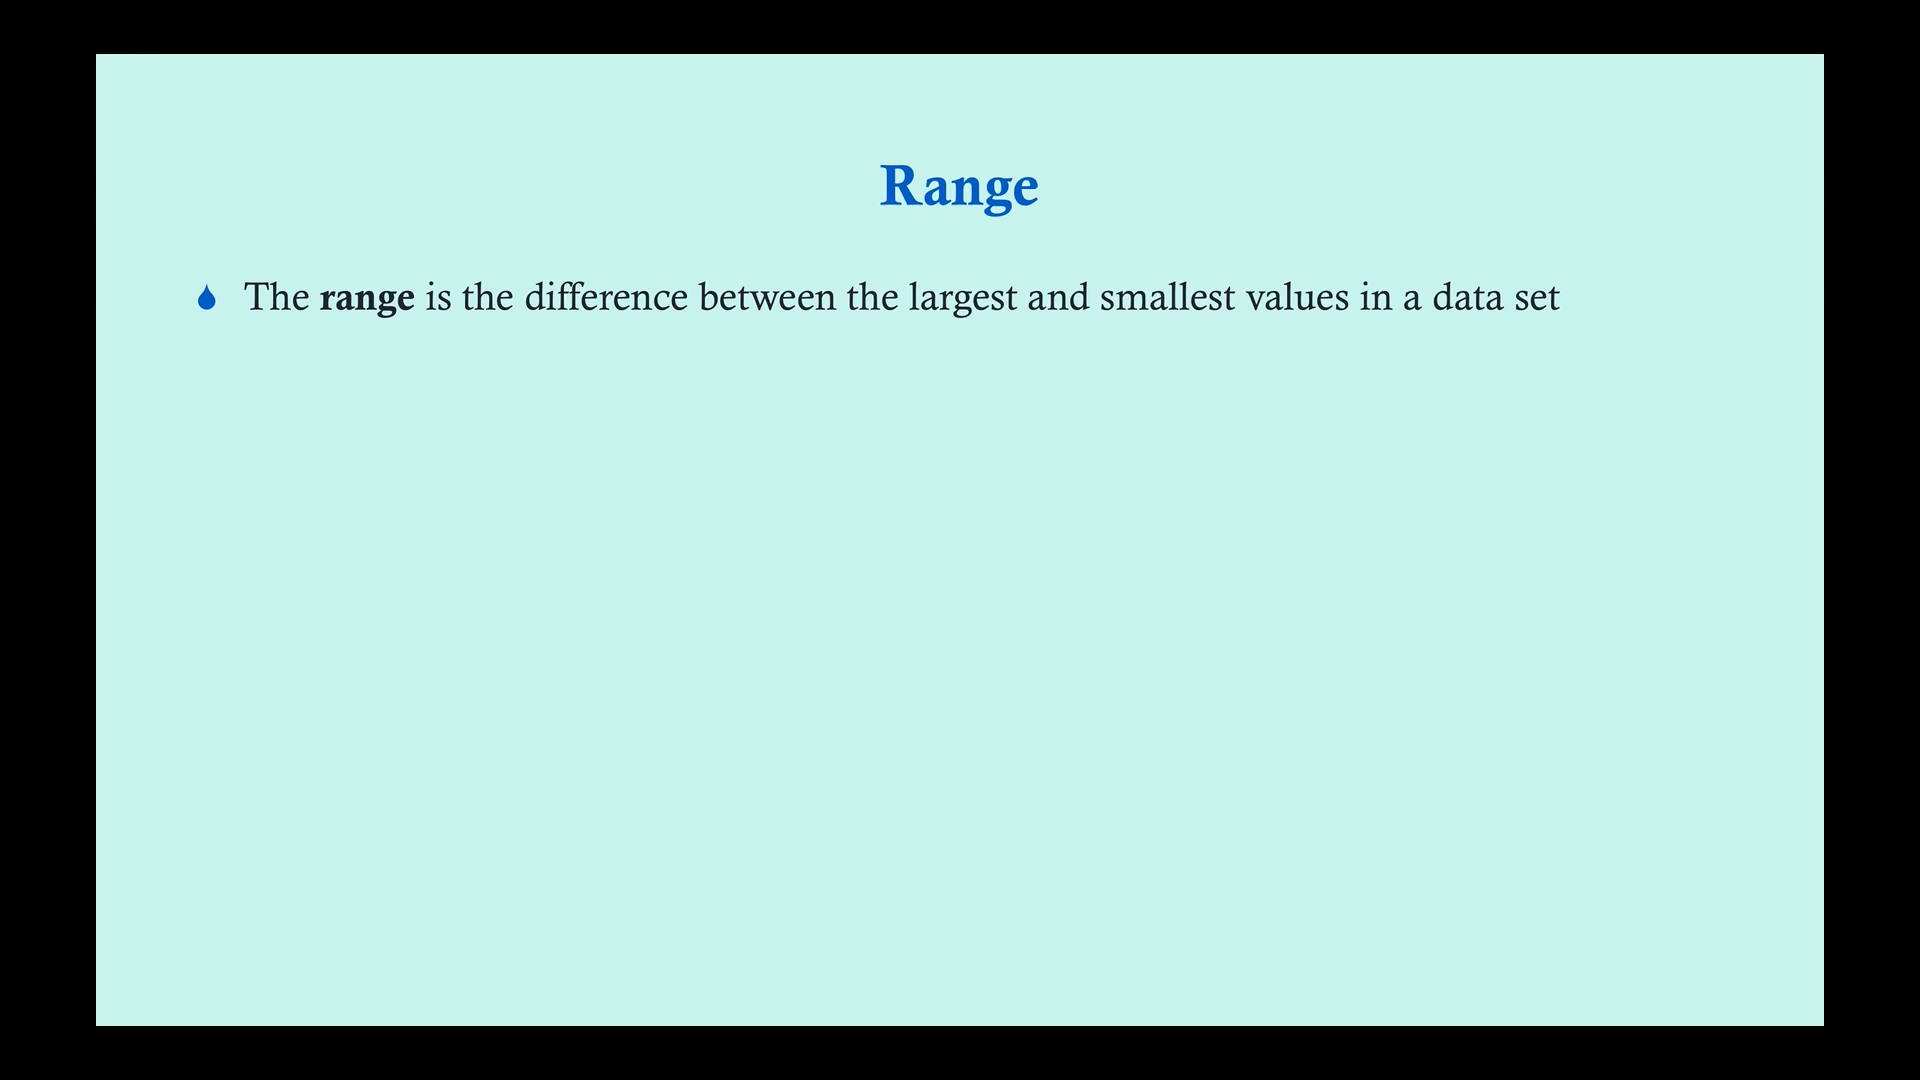 Range
The range is the difference between the largest and smallest values in a data set